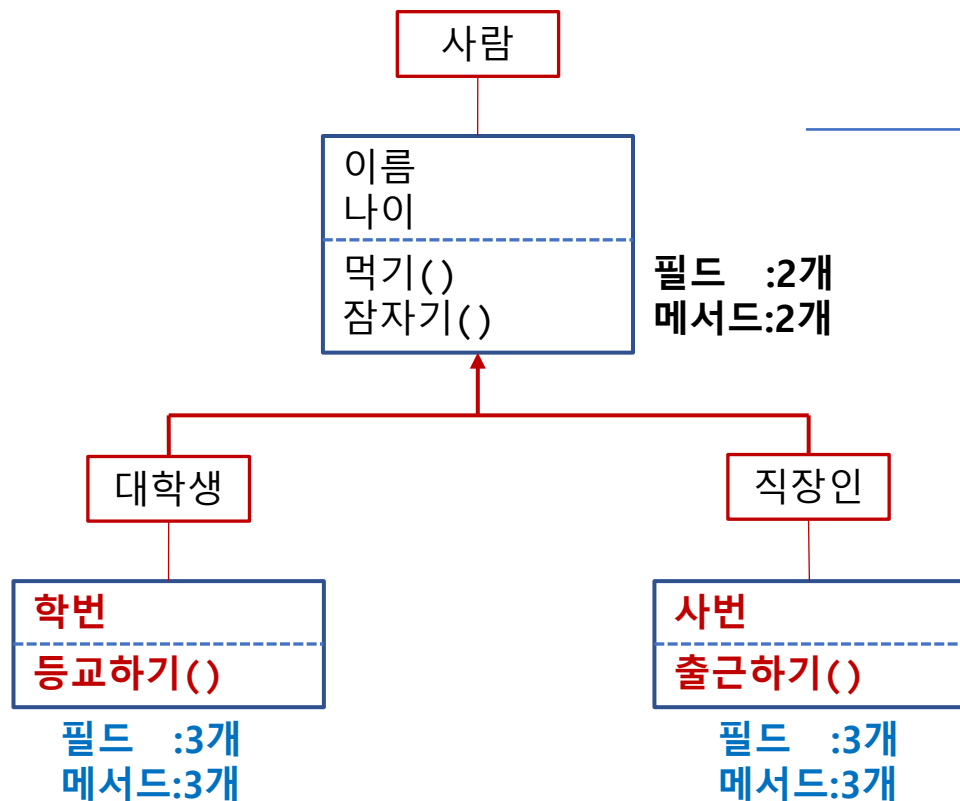 사람
이름
나이
먹기()
잠자기()
필드 :2개
메서드:2개
대학생
직장인
학번
등교하기()
사번
출근하기()
필드 :3개
메서드:3개
필드 :3개
메서드:3개